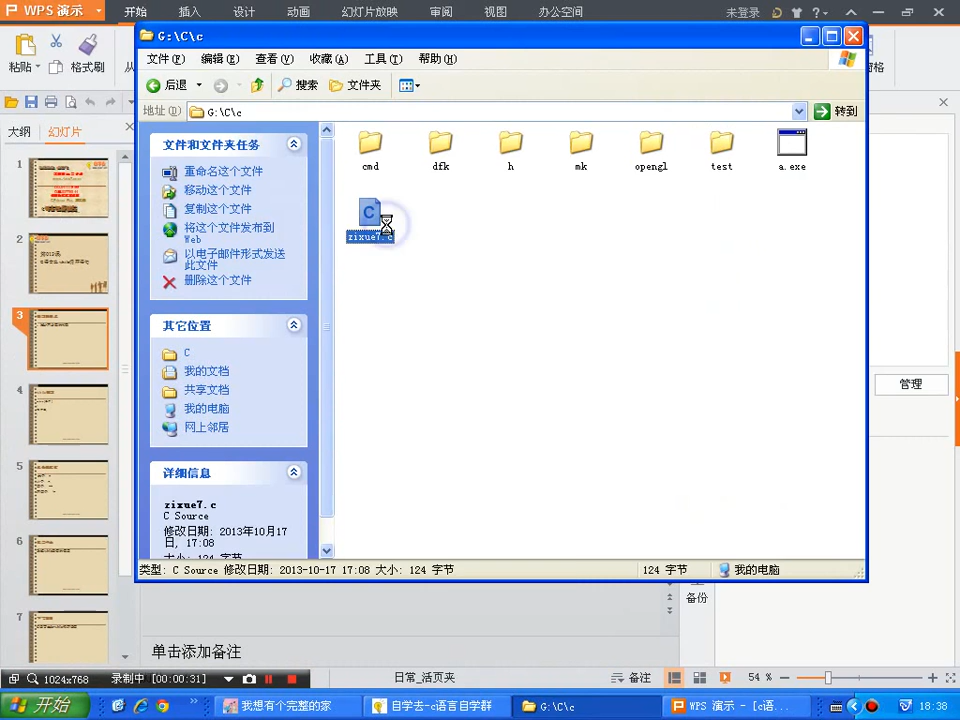 WPS 演示 开始 插入 设计 动画 幻灯片放映 审阅 视图 办公空间 未登录
粘贴 格式刷
大纲 幻灯片
1
2
3
4
5
6
7
G:\C\c
文件(F) 编辑(E) 查看(V) 收藏(A) 工具(T) 帮助(H)
后退 搜索 文件夹
地址(D) G:\C\c 转到
文件和文件夹任务
重命名这个文件
移动这个文件
复制这个文件
将这个文件发布到
Web
以电子邮件形式发送
此文件
删除这个文件
其它位置
C
我的文档
共享文档
我的电脑
网上邻居
详细信息
zixue7.c
C Source
修改日期: 2013年10月17
日, 17:08
大小: 124 字节
cmd dfk h mk opengl test a.exe
zixue7.c
类型: C Source 修改日期: 2013-10-17 17:08 大小: 124 字节 124 字节 我的电脑
管理
备份
单击添加备注
1024x768 录制中 [00:00:31] 日常_活页夹 备注 54 %
开始 我想有个完整的家 自学去-c语言自学群 G:\C\c WPS 演示 - [c语... 18:38